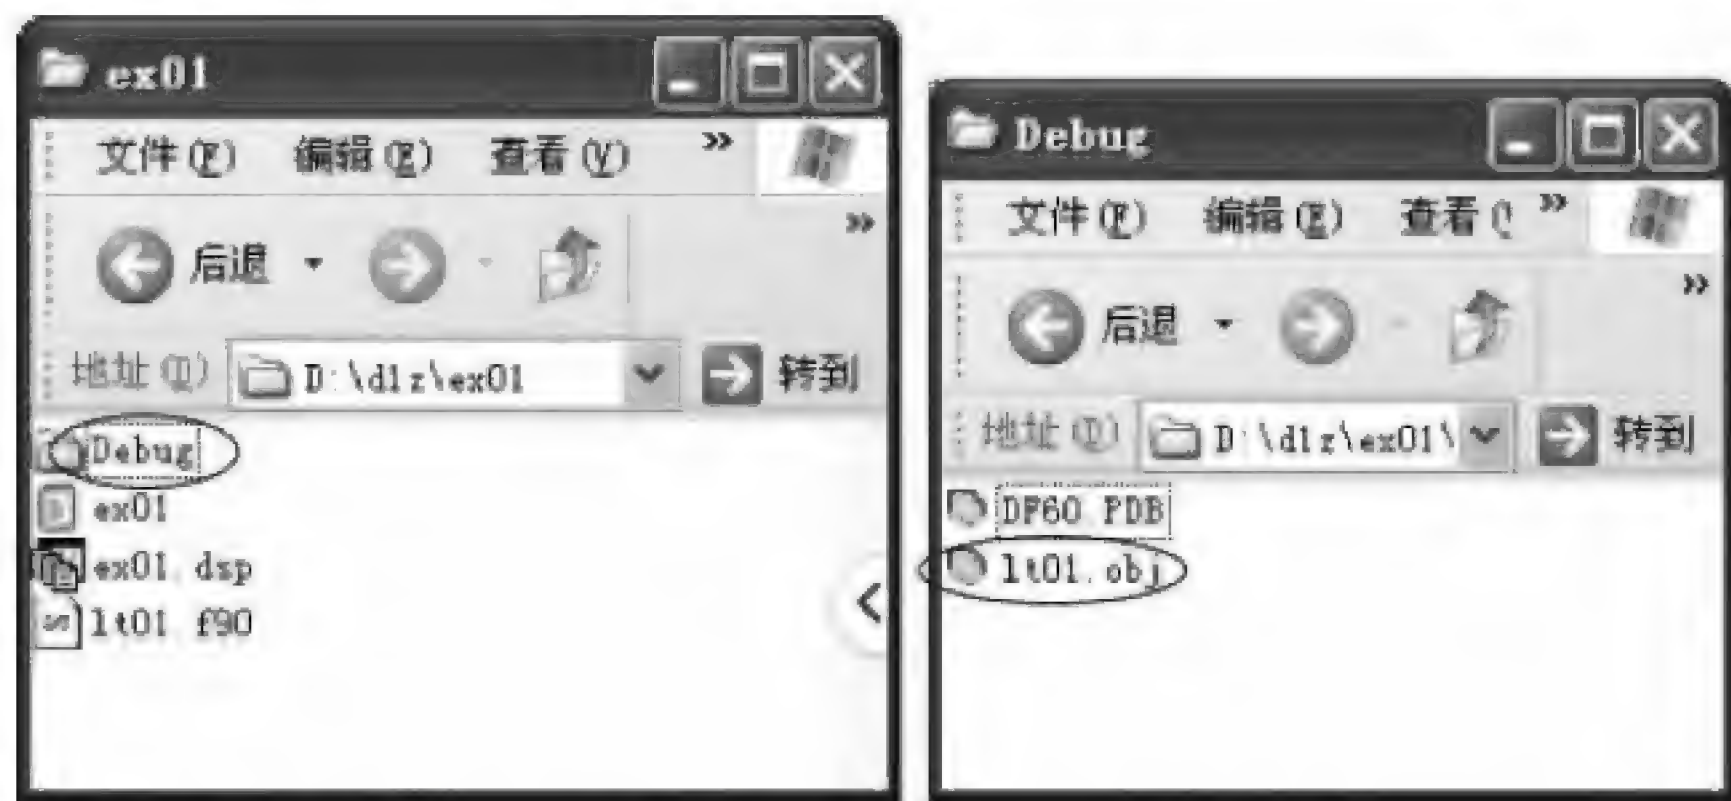 ex01
文件(F) 编辑(E) 查看(V) »
»
后退
地址(D) D:\dlz\ex01 转到
Debug
ex01
ex01.dsp
lt01.f90
Debug
文件(F) 编辑(E) 查看( »
»
后退
地址(D) D:\dlz\ex01\ 转到
DF60.PDB
lt01.obj